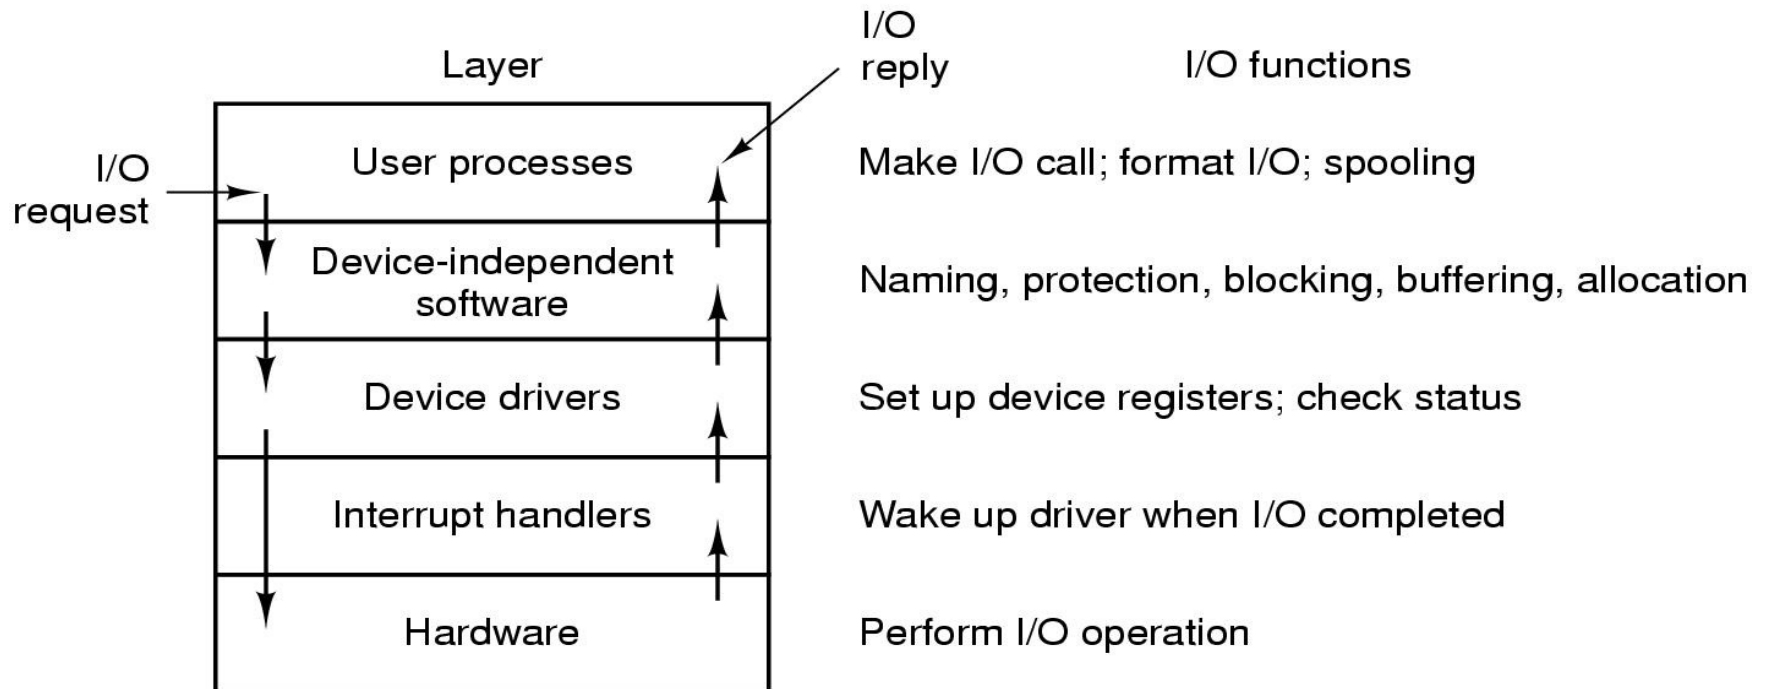 Layer
I/O
reply
I/O functions
I/O
request
User processes
Make I/O call; format I/O; spooling
Device-independent
software
Naming, protection, blocking, buffering, allocation
Device drivers
Set up device registers; check status
Interrupt handlers
Wake up driver when I/O completed
Hardware
Perform I/O operation